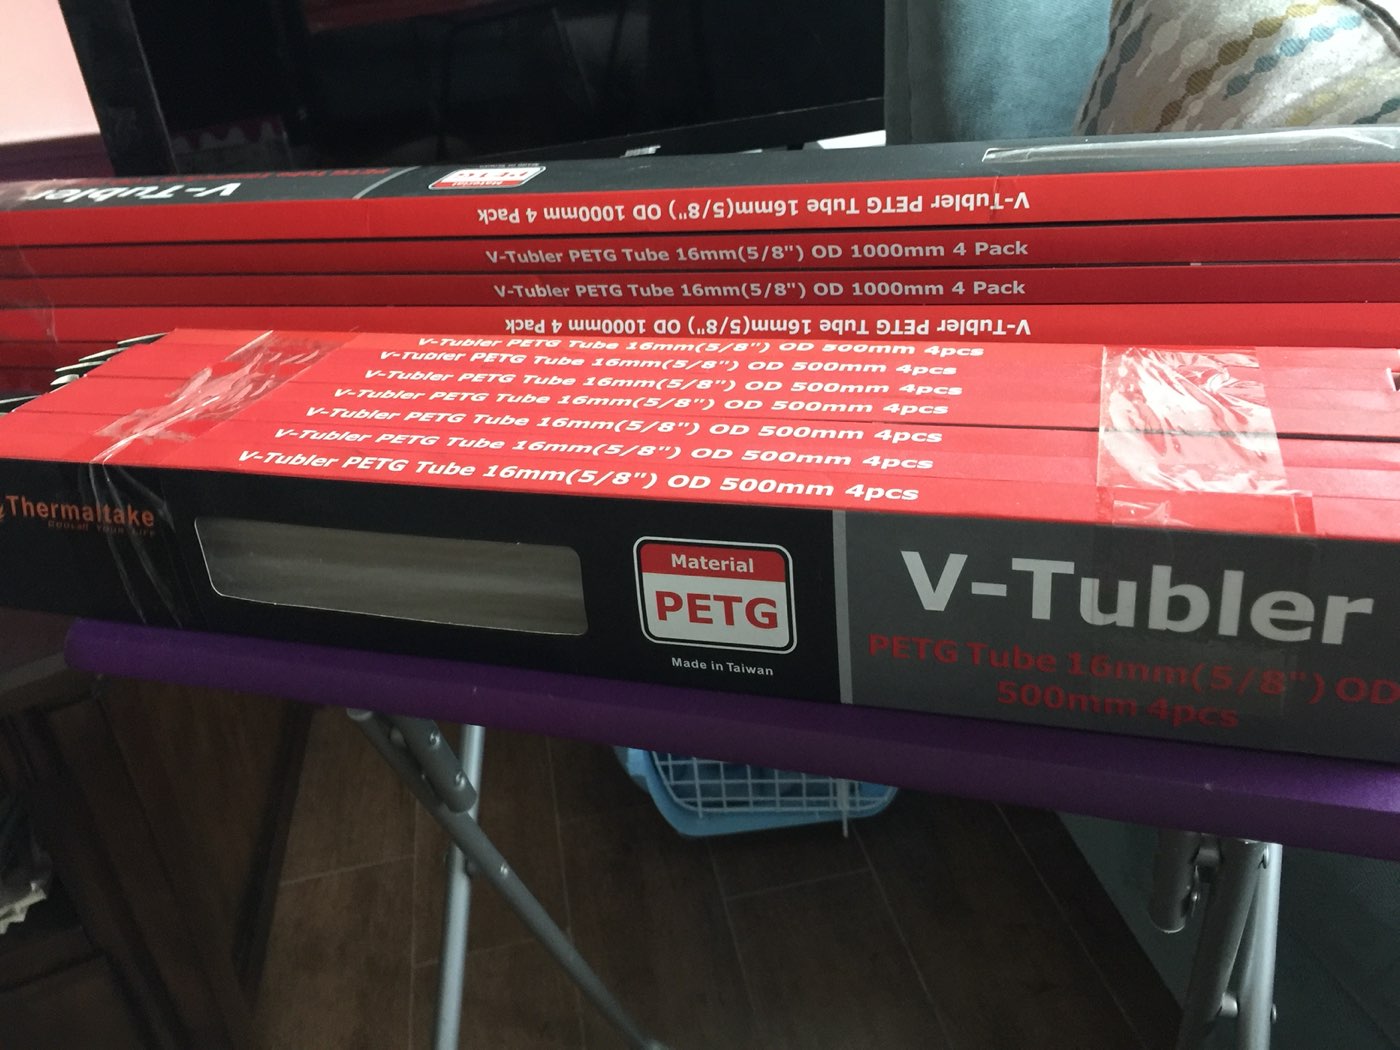 V-Tubler
Material
PETG
V-Tubler PETG Tube 16mm(5/8") OD 1000mm 4 Pack
V-Tubler PETG Tube 16mm(5/8") OD 1000mm 4 Pack
V-Tubler PETG Tube 16mm(5/8") OD 1000mm 4 Pack
V-Tubler PETG Tube 16mm(5/8") OD 1000mm 4 Pack
V-Tubler PETG Tube 16mm(5/8") OD 500mm 4pcs
V-Tubler PETG Tube 16mm(5/8") OD 500mm 4pcs
V-Tubler PETG Tube 16mm(5/8") OD 500mm 4pcs
V-Tubler PETG Tube 16mm(5/8") OD 500mm 4pcs
V-Tubler PETG Tube 16mm(5/8") OD 500mm 4pcs
V-Tubler PETG Tube 16mm(5/8") OD 500mm 4pcs
V-Tubler PETG Tube 16mm(5/8") OD 500mm 4pcs
Thermaltake
Material
PETG
Made in Taiwan
V-Tubler
PETG Tube 16mm(5/8") OD
500mm 4pcs